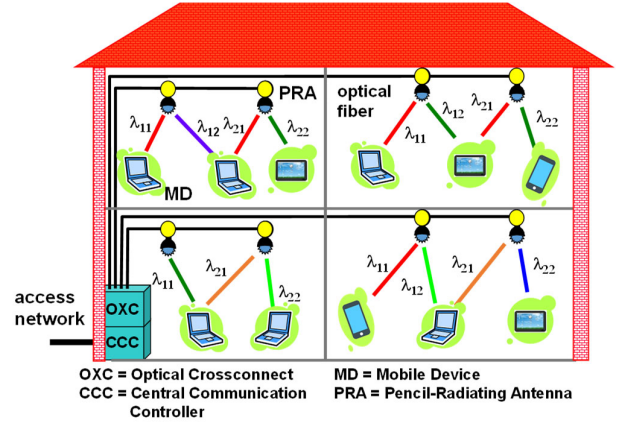 PRA
optical
fiber
λ11
λ12
λ21
λ22
λ11
λ12
λ21
λ22
MD
λ11
λ21
λ22
λ11
λ12
λ21
λ22
access
network
OXC
CCC
OXC = Optical Crossconnect
CCC = Central Communication
Controller
MD = Mobile Device
PRA = Pencil-Radiating Antenna